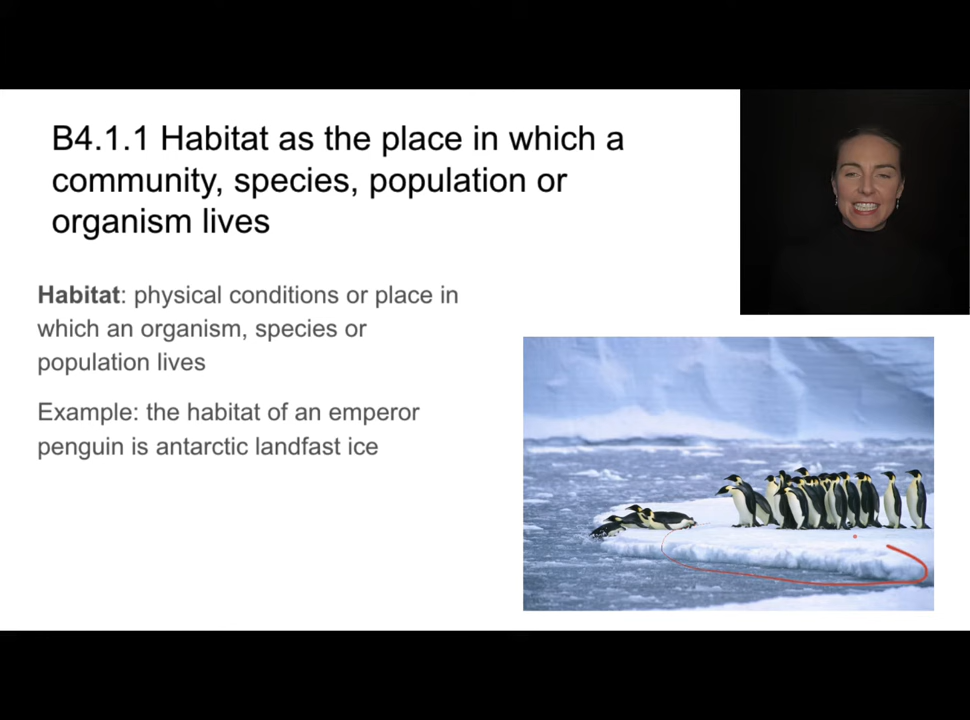 B4.1.1 Habitat as the place in which a
community, species, population or
organism lives
Habitat: physical conditions or place in
which an organism, species or
population lives
Example: the habitat of an emperor
penguin is antarctic landfast ice